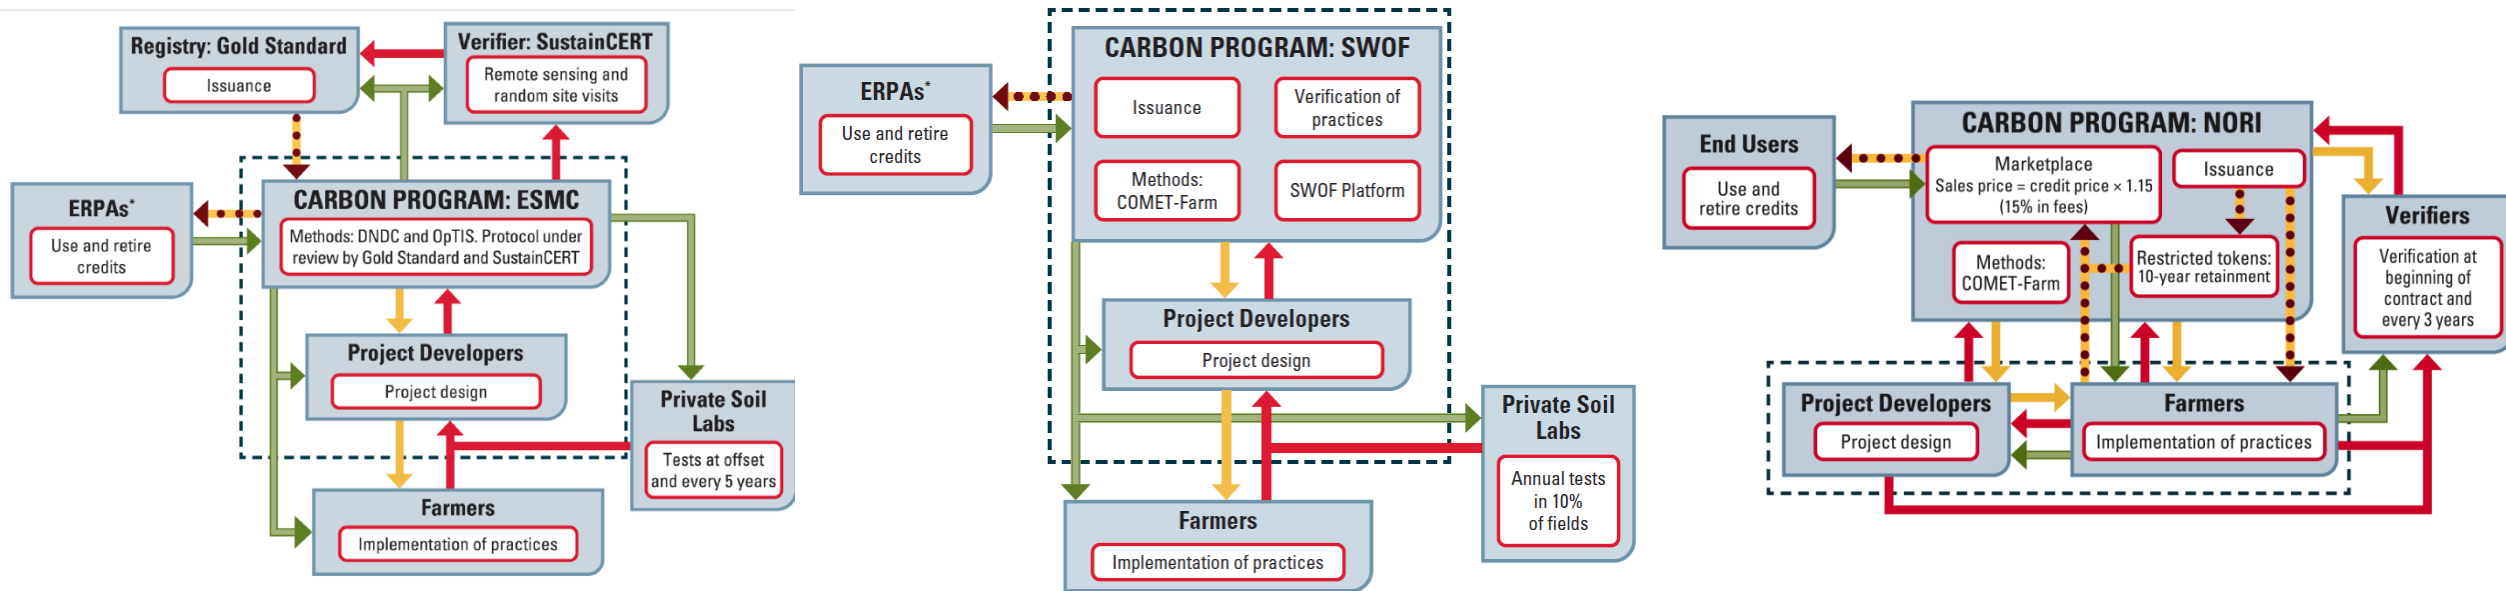 Registry: Gold Standard
Issuance
Verifier: SustainCERT
Remote sensing and
random site visits
ERPAs*
Use and retire
credits
CARBON PROGRAM: ESMC
Methods: DNDC and OpTIS. Protocol under
review by Gold Standard and SustainCERT
Project Developers
Project design
Private Soil
Labs
Tests at offset
and every 5 years
Farmers
Implementation of practices
CARBON PROGRAM: SWOF
Issuance
Verification of
practices
Methods:
COMET-Farm
SWOF Platform
ERPAs*
Use and retire
credits
Project Developers
Project design
Private Soil
Labs
Annual tests
in 10%
of fields
Farmers
Implementation of practices
CARBON PROGRAM: NORI
Marketplace
Sales price = credit price × 1.15
(15% in fees)
Issuance
Methods:
COMET-Farm
Restricted tokens:
10-year retainment
End Users
Use and
retire credits
Verifiers
Verification at
beginning of
contract and
every 3 years
Project Developers
Project design
Farmers
Implementation of practices